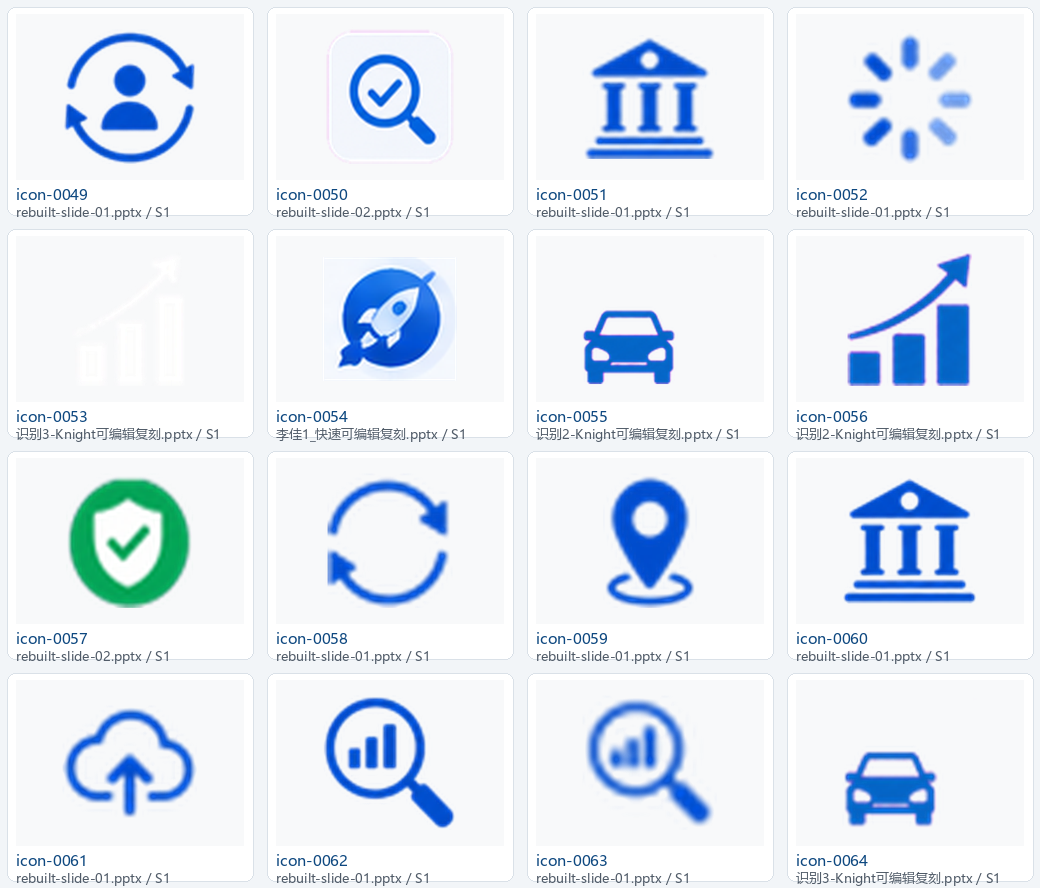 icon-0049
rebuilt-slide-01.pptx / S1
icon-0050
rebuilt-slide-02.pptx / S1
icon-0051
rebuilt-slide-01.pptx / S1
icon-0052
rebuilt-slide-01.pptx / S1
icon-0053
识别3-Knight可编辑复刻.pptx / S1
icon-0054
李佳1_快速可编辑复刻.pptx / S1
icon-0055
识别2-Knight可编辑复刻.pptx / S1
icon-0056
识别2-Knight可编辑复刻.pptx / S1
icon-0057
rebuilt-slide-02.pptx / S1
icon-0058
rebuilt-slide-01.pptx / S1
icon-0059
rebuilt-slide-01.pptx / S1
icon-0060
rebuilt-slide-01.pptx / S1
icon-0061
rebuilt-slide-01.pptx / S1
icon-0062
rebuilt-slide-01.pptx / S1
icon-0063
rebuilt-slide-01.pptx / S1
icon-0064
识别3-Knight可编辑复刻.pptx / S1